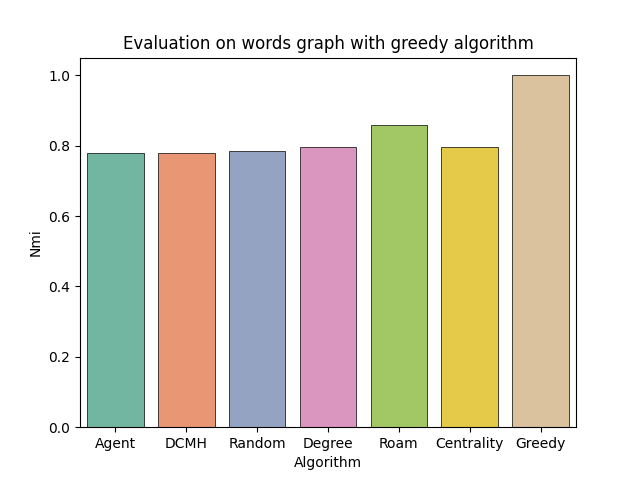 Evaluation on words graph with greedy algorithm
Nmi
1.0
0.8
0.6
0.4
0.2
0.0
Agent DCMH Random Degree Roam Centrality Greedy
Algorithm